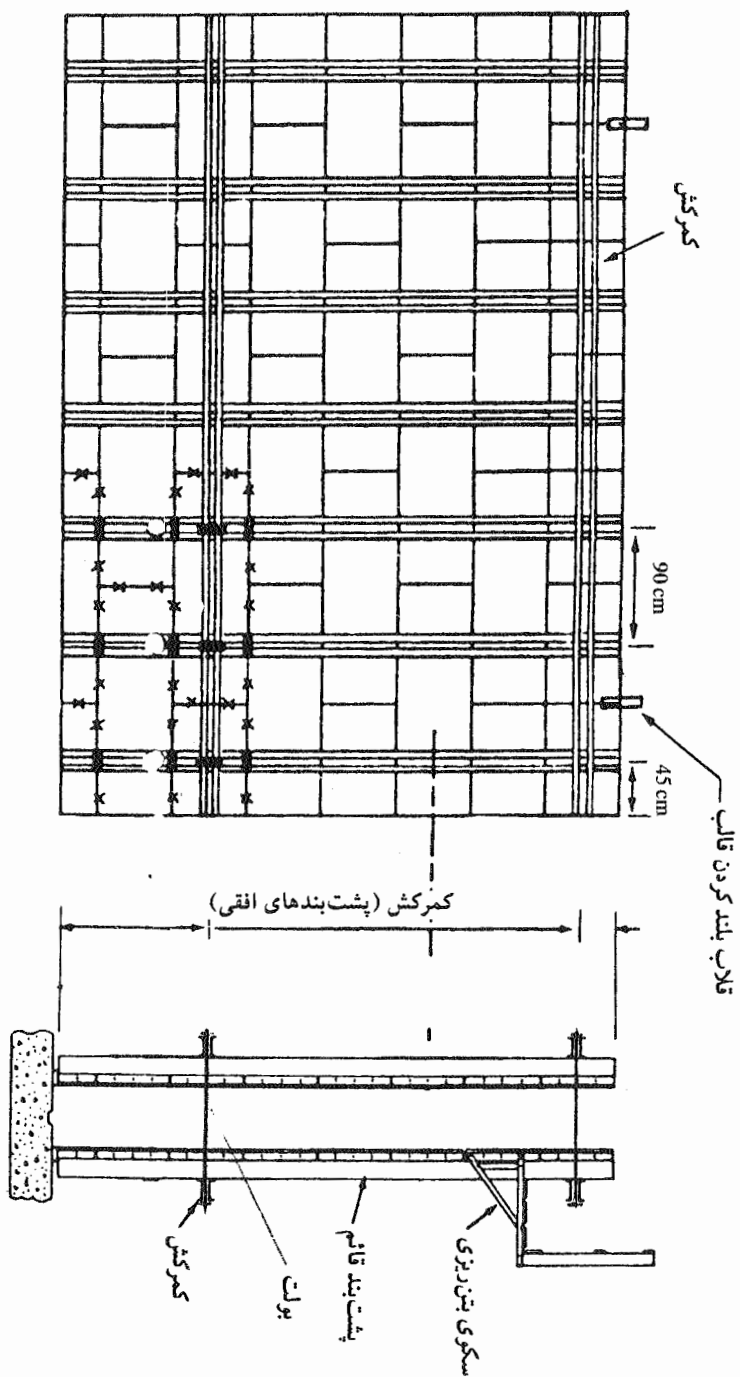 کمرکش
90 cm
45 cm
قلاب بلند کردن قالب
کمرکش (پشت‌بندهای افقی)
سکوی بتن‌ریزی
پشت‌بند قائم
بولت
کمرکش